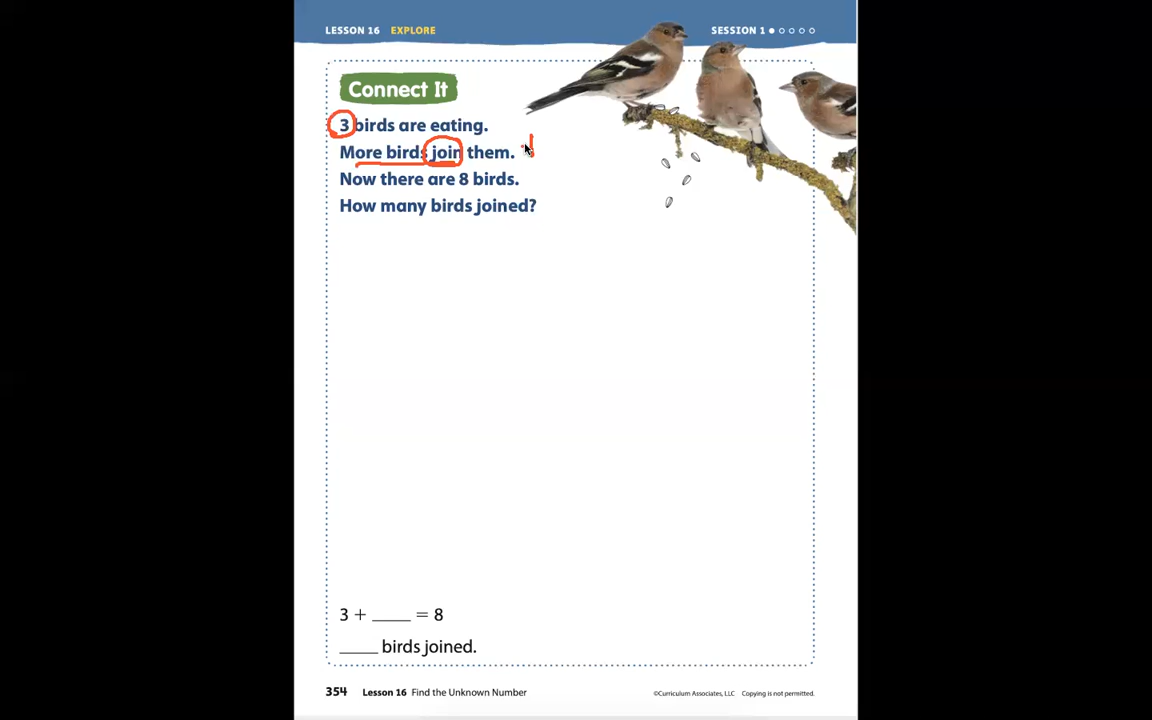 LESSON 16 EXPLORE SESSION 1
Connect It
3 birds are eating.
More birds join them.
Now there are 8 birds.
How many birds joined?
3 + ____ = 8
____ birds joined.
354 Lesson 16 Find the Unknown Number ©Curriculum Associates, LLC Copying is not permitted.